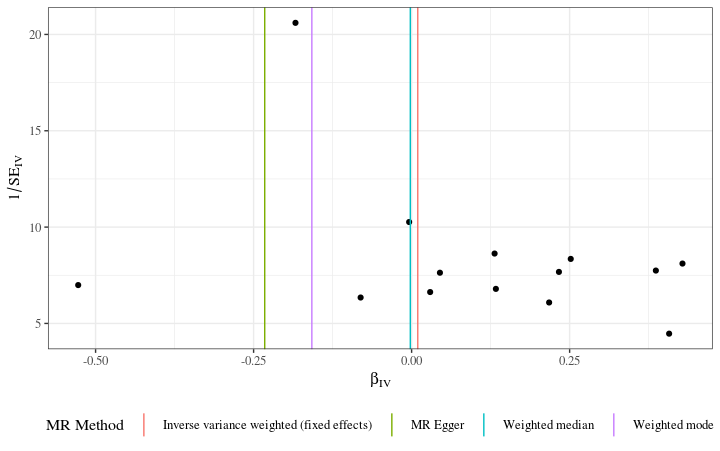 20
15
10
5
1/SE_IV
-0.50
-0.25
0.00
0.25
β_IV
MR Method
Inverse variance weighted (fixed effects)
MR Egger
Weighted median
Weighted mode